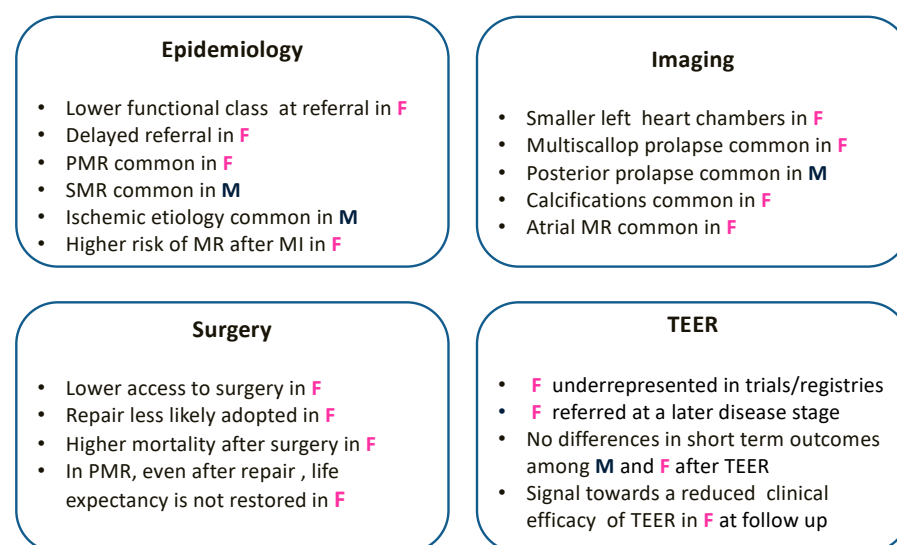 Epidemiology
• Lower functional class at referral in F
• Delayed referral in F
• PMR common in F
• SMR common in M
• Ischemic etiology common in M
• Higher risk of MR after MI in F
Imaging
• Smaller left heart chambers in F
• Multiscallop prolapse common in F
• Posterior prolapse common in M
• Calcifications common in F
• Atrial MR common in F
Surgery
• Lower access to surgery in F
• Repair less likely adopted in F
• Higher mortality after surgery in F
• In PMR, even after repair , life
expectancy is not restored in F
TEER
• F underrepresented in trials/registries
• F referred at a later disease stage
• No differences in short term outcomes
among M and F after TEER
• Signal towards a reduced clinical
efficacy of TEER in F at follow up